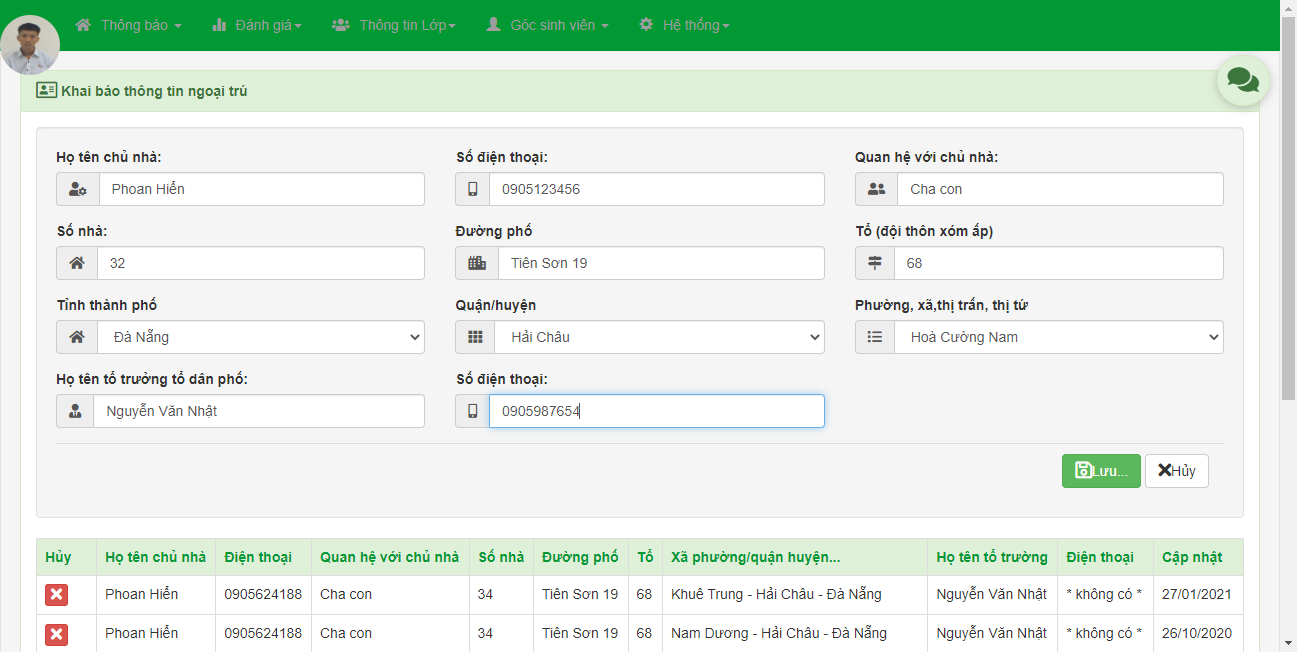 Thông báo Đánh giá Thông tin Lớp Góc sinh viên Hệ thống
Khai báo thông tin ngoại trú
Họ tên chủ nhà: Số điện thoại: Quan hệ với chủ nhà:
Phoan Hiển 0905123456 Cha con
Số nhà: Đường phố Tổ (đội thôn xóm ấp)
32 Tiên Sơn 19 68
Tỉnh thành phố Quận/huyện Phường, xã,thị trấn, thị tứ
Đà Nẵng Hải Châu Hoà Cường Nam
Họ tên tổ trưởng tổ dân phố: Số điện thoại:
Nguyễn Văn Nhật 0905987654
Lưu... Hủy
Hủy Họ tên chủ nhà Điện thoại Quan hệ với chủ nhà Số nhà Đường phố Tổ Xã phường/quận huyện... Họ tên tổ trưởng Điện thoại Cập nhật
Phoan Hiển 0905624188 Cha con 34 Tiên Sơn 19 68 Khuê Trung - Hải Châu - Đà Nẵng Nguyễn Văn Nhật * không có * 27/01/2021
Phoan Hiển 0905624188 Cha con 34 Tiên Sơn 19 68 Nam Dương - Hải Châu - Đà Nẵng Nguyễn Văn Nhật * không có * 26/10/2020